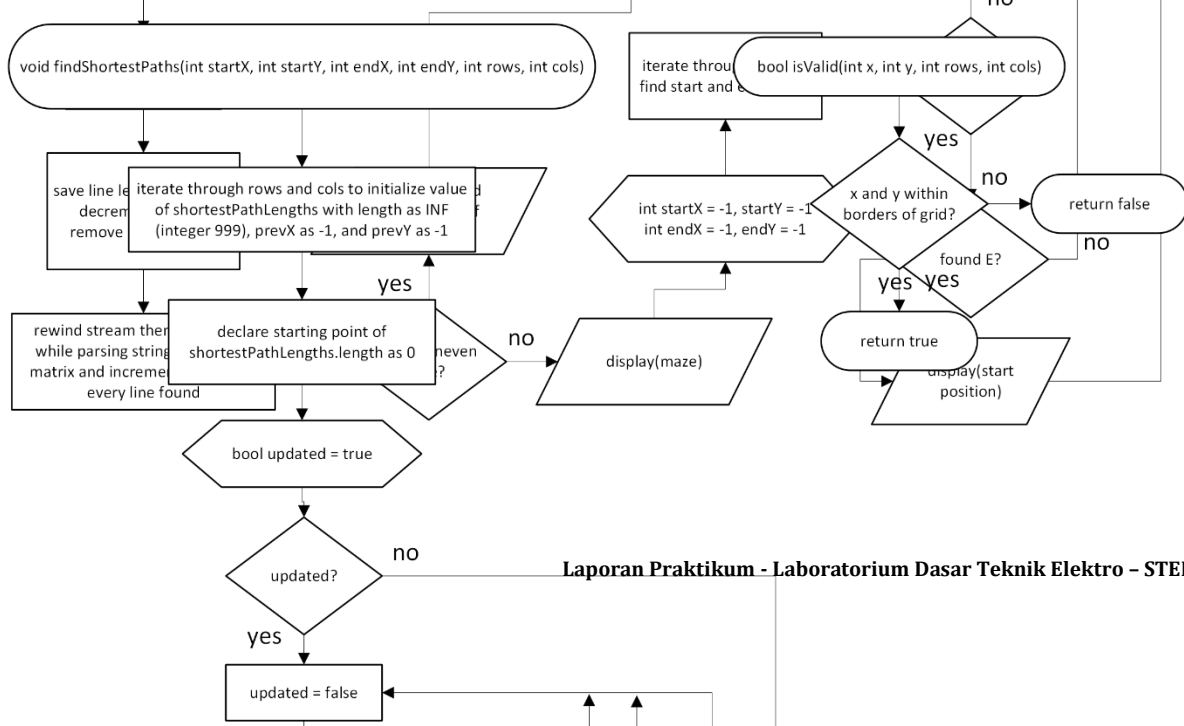 no
void findShortestPaths(int startX, int startY, int endX, int endY, int rows, int cols)
iterate
find start and
bool isValid(int x, int y, int rows, int cols)
yes
save line
remove
iterate through rows and cols to initialize value
of shortestPathLengths with length as INF
(integer 999), prevX as -1, and prevY as -1
int startX = -1, startY = -1
int endX = -1, endY = -1
x and y within
borders of grid?
no
return false
no
found E?
yes
yes
yes
rewind stream
while parsing string
matrix and
every line found
declare starting point of
shortestPathLengths.length as 0
uneven
no
display(maze)
return true
display(start
position)
bool updated = true
updated?
no
Laporan Praktikum - Laboratorium Dasar Teknik Elektro –
yes
updated = false